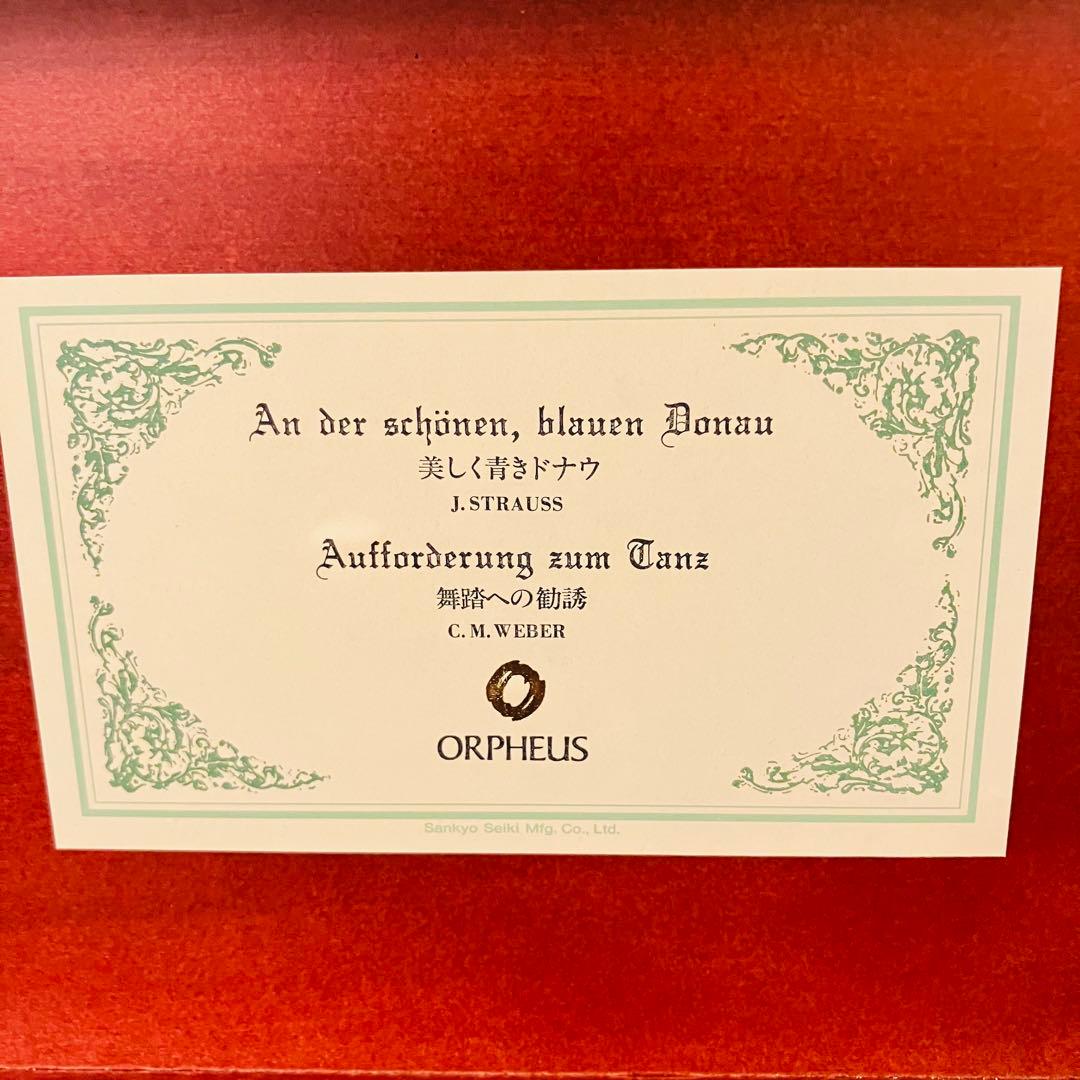 An der schönen, blauen Donau
美しく青きドナウ
J. STRAUSS
Aufforderung zum Tanz
舞踏への勧誘
C. M. WEBER
ORPHEUS
Sankyo Seiki Mfg. Co., Ltd.